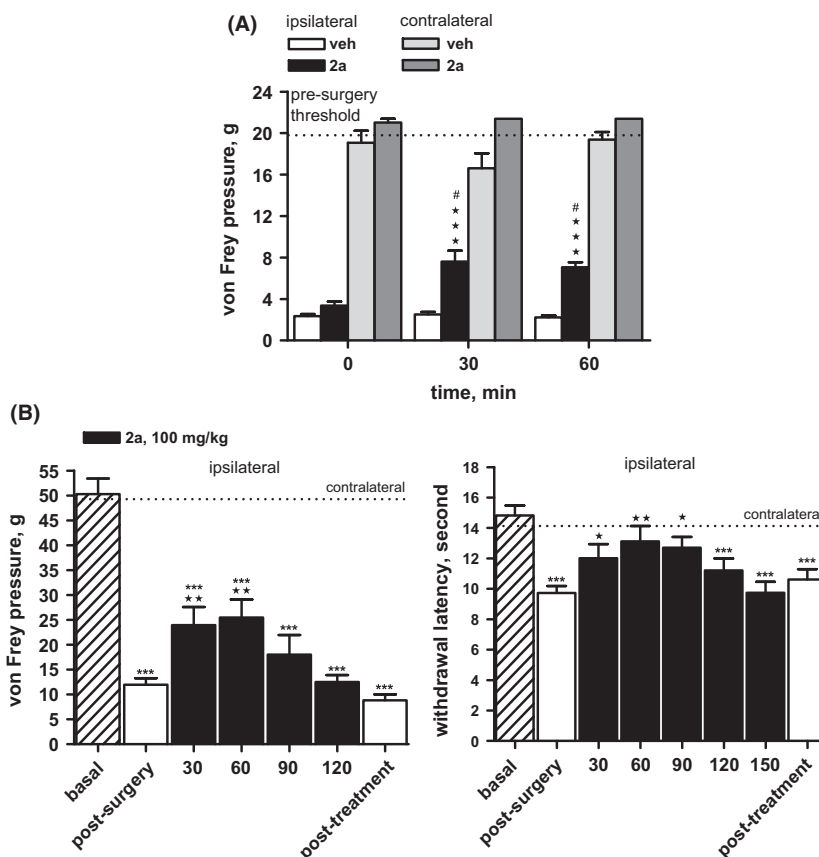 (A)
ipsilateral contralateral
veh veh
2a 2a
von Frey pressure, g
24
20
16
12
8
4
0
pre-surgery
threshold
#
★
★
★
#
★
★
★
0 30 60
time, min
(B)
2a, 100 mg/kg
von Frey pressure, g
55
50
45
40
35
30
25
20
15
10
5
0
ipsilateral
contralateral
***
***
★★
***
★★
***
***
***
basal post-surgery 30 60 90 120 post-treatment
withdrawal latency, second
18
16
14
12
10
8
6
4
2
0
ipsilateral
contralateral
***
★
★★
★
***
***
***
basal post-surgery 30 60 90 120 150 post-treatment